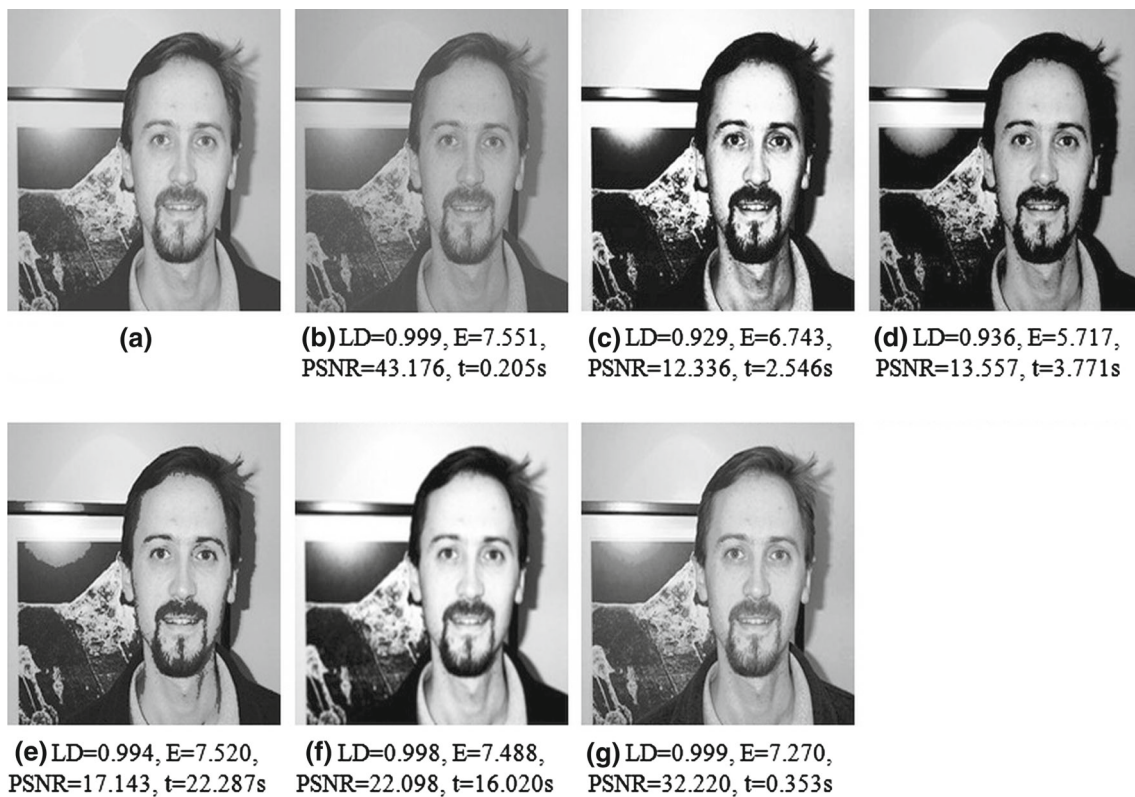 (a)
(b) LD=0.999, E=7.551,
PSNR=43.176, t=0.205s
(c) LD=0.929, E=6.743,
PSNR=12.336, t=2.546s
(d) LD=0.936, E=5.717,
PSNR=13.557, t=3.771s
(e) LD=0.994, E=7.520,
PSNR=17.143, t=22.287s
(f) LD=0.998, E=7.488,
PSNR=22.098, t=16.020s
(g) LD=0.999, E=7.270,
PSNR=32.220, t=0.353s